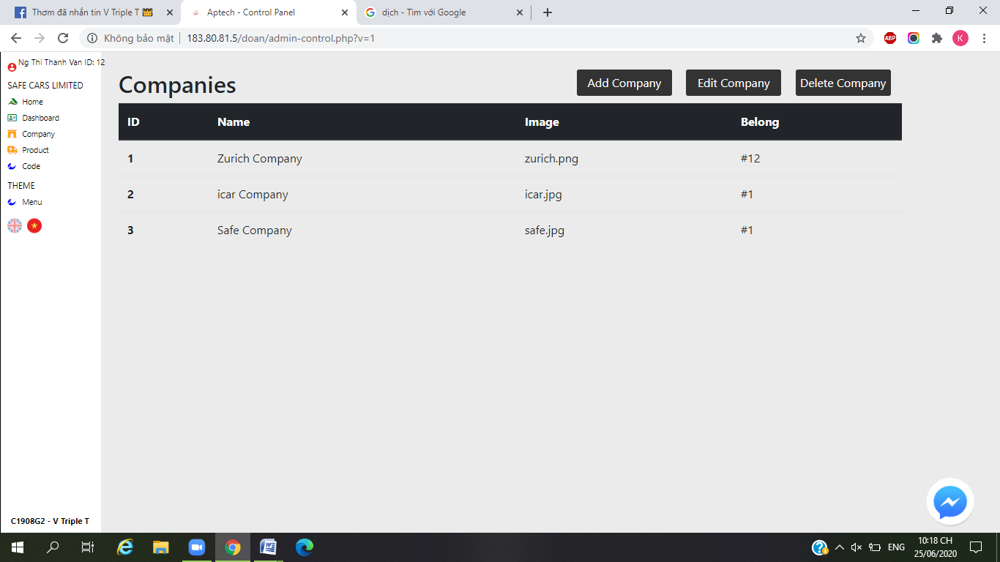 Thơm đã nhắn tin V Triple T
Aptech - Control Panel
dịch - Tìm với Google
Không bảo mật
183.80.81.5/doan/admin-control.php?v=1
ABP
K
Ng Thi Thanh Van ID: 12
SAFE CARS LIMITED
Home
Dashboard
Company
Product
Code
THEME
Menu
C1908G2 - V Triple T
Companies
Add Company
Edit Company
Delete Company
ID Name Image Belong
1 Zurich Company zurich.png #12
2 icar Company icar.jpg #1
3 Safe Company safe.jpg #1
ENG
10:18 CH
25/06/2020